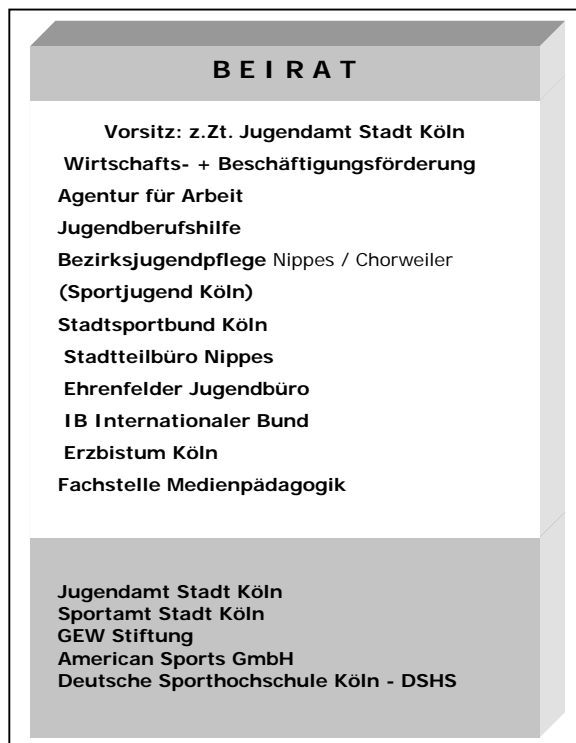 BEIRAT
Vorsitz: z.Zt. Jugendamt Stadt Köln
Wirtschafts- + Beschäftigungsförderung
Agentur für Arbeit
Jugendberufshilfe
Bezirksjugendpflege Nippes / Chorweiler
(Sportjugend Köln)
Stadtsportbund Köln
Stadtteilbüro Nippes
Ehrenfelder Jugendbüro
IB Internationaler Bund
Erzbistum Köln
Fachstelle Medienpädagogik
Jugendamt Stadt Köln
Sportamt Stadt Köln
GEW Stiftung
American Sports GmbH
Deutsche Sporthochschule Köln - DSHS